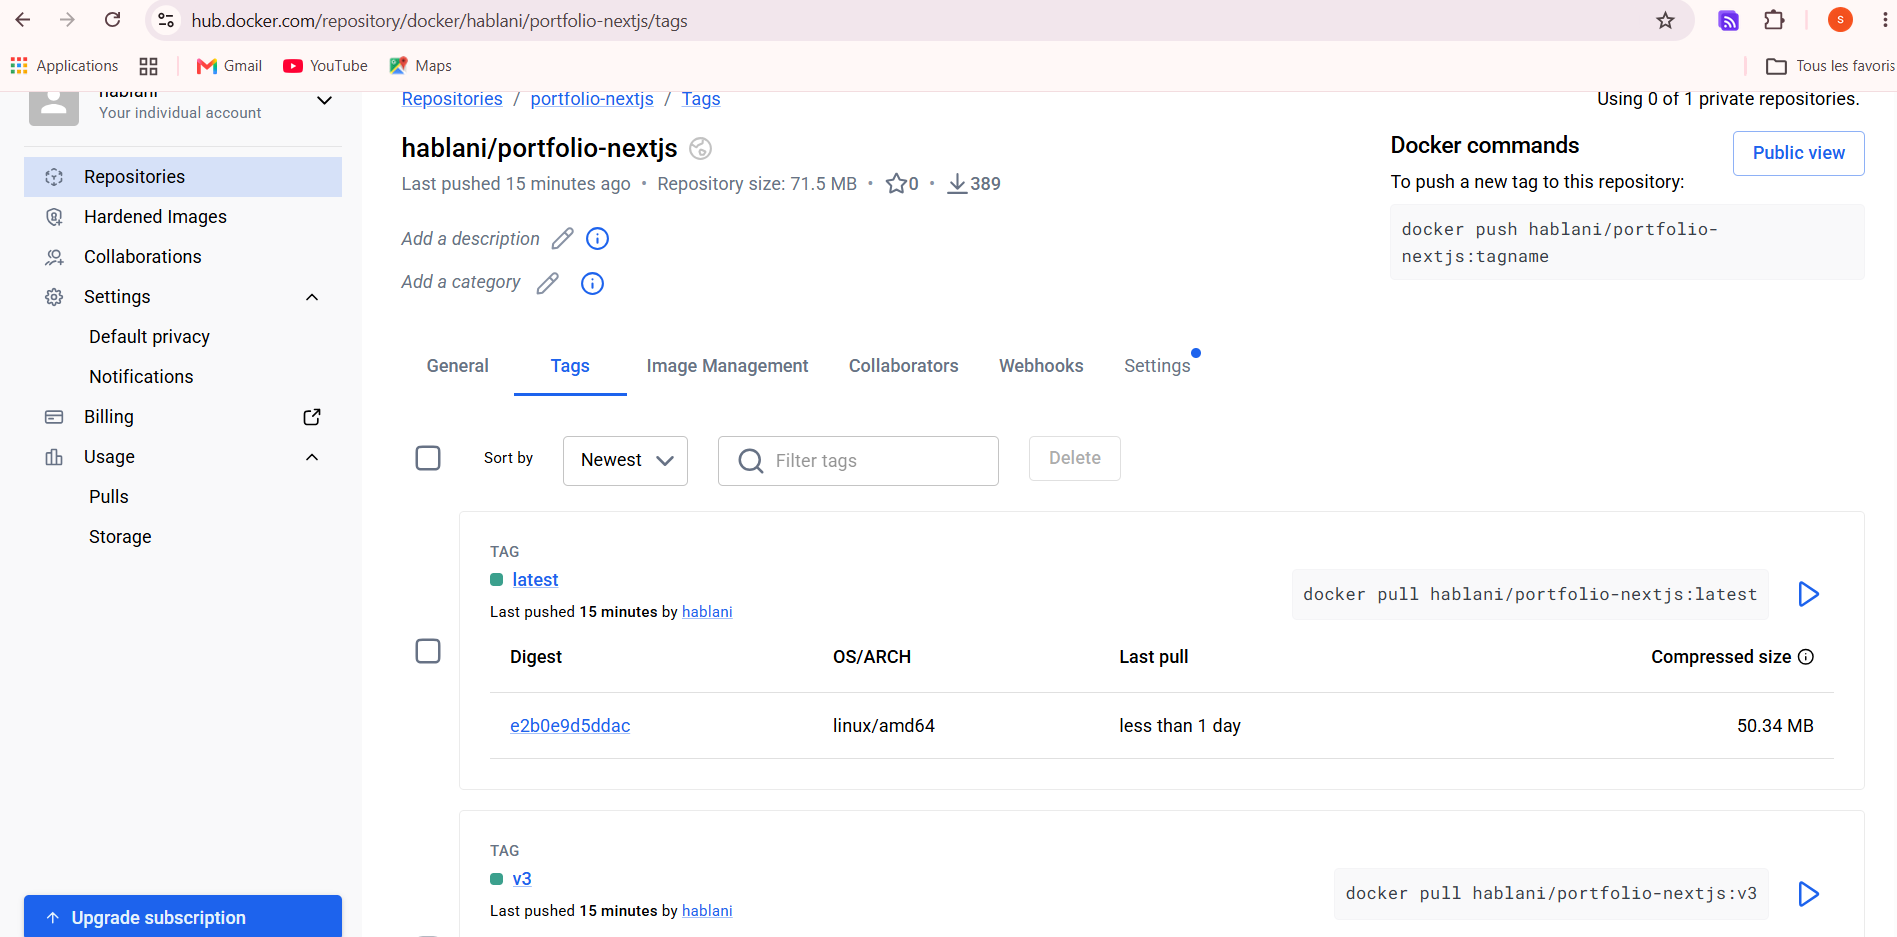 hub.docker.com/repository/docker/hablani/portfolio-nextjs/tags
S
Applications
Gmail
YouTube
Maps
Tous les favoris
hablani
Your individual account
Repositories
Hardened Images
Collaborations
Settings
Default privacy
Notifications
Billing
Usage
Pulls
Storage
Upgrade subscription
Repositories / portfolio-nextjs / Tags
Using 0 of 1 private repositories.
hablani/portfolio-nextjs
Last pushed 15 minutes ago • Repository size: 71.5 MB • 0 • 389
Add a description
Add a category
Docker commands
Public view
To push a new tag to this repository:
docker push hablani/portfolio-
nextjs:tagname
General
Tags
Image Management
Collaborators
Webhooks
Settings
Sort by
Newest
Filter tags
Delete
TAG
latest
Last pushed 15 minutes by hablani
docker pull hablani/portfolio-nextjs:latest
Digest OS/ARCH Last pull Compressed size
e2b0e9d5ddac linux/amd64 less than 1 day 50.34 MB
TAG
v3
Last pushed 15 minutes by hablani
docker pull hablani/portfolio-nextjs:v3